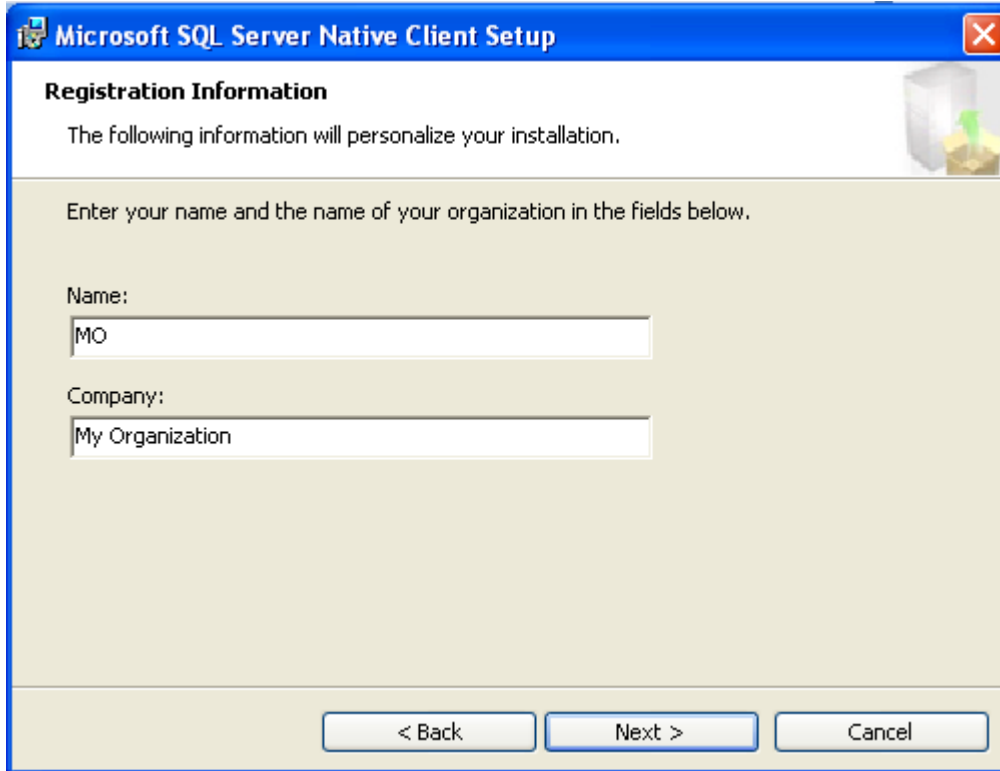 Microsoft SQL Server Native Client Setup
Registration Information
The following information will personalize your installation.
Enter your name and the name of your organization in the fields below.
Name:
MO
Company:
My Organization
< Back Next > Cancel